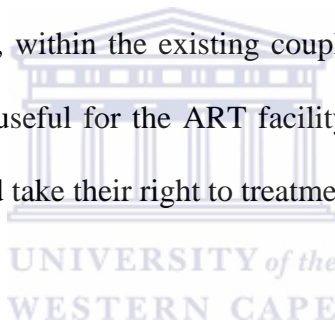 , within the existing coupl
useful for the ART facility
d take their right to treatme
UNIVERSITY of the
WESTERN CAPE